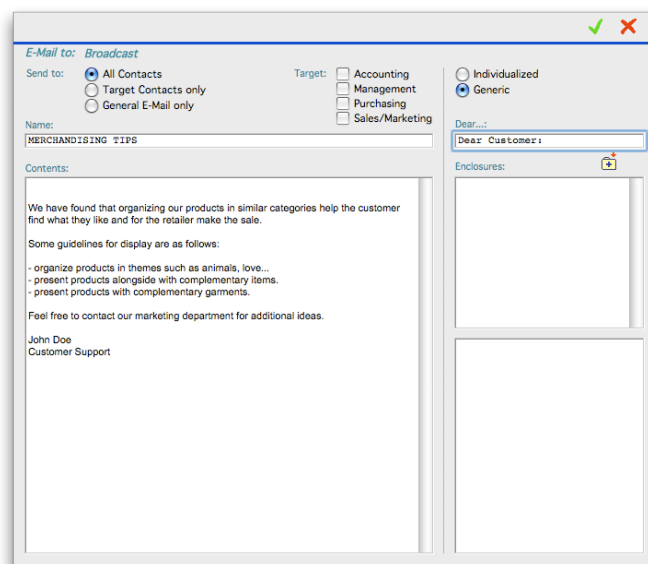 E-Mail to: Broadcast
Send to: All Contacts
Target Contacts only
General E-Mail only
Target: Accounting
Management
Purchasing
Sales/Marketing
Individualized
Generic
Name:
MERCHANDISING TIPS
Dear...:
Dear Customer:
Contents:
Enclosures:
We have found that organizing our products in similar categories help the customer
find what they like and for the retailer make the sale.
Some guidelines for display are as follows:
- organize products in themes such as animals, love...
- present products alongside with complementary items.
- present products with complementary garments.
Feel free to contact our marketing department for additional ideas.
John Doe
Customer Support